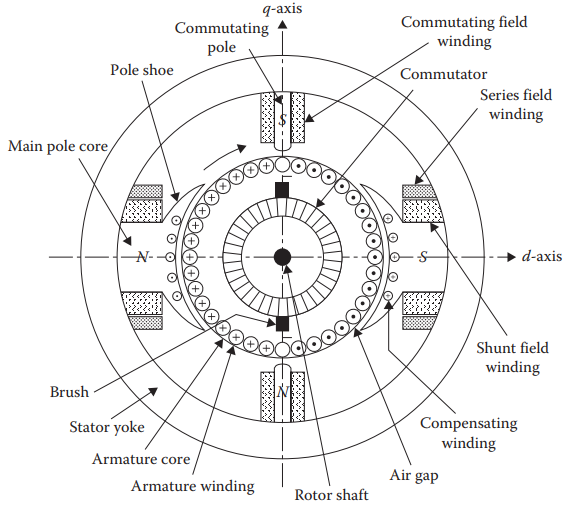 q-axis
Commutating
pole
Commutating field
winding
Pole shoe
Commutator
Series field
winding
S
Main pole core
N
S
d-axis
Shunt field
winding
N
Brush
Compensating
winding
Stator yoke
Armature core
Air gap
Armature winding
Rotor shaft